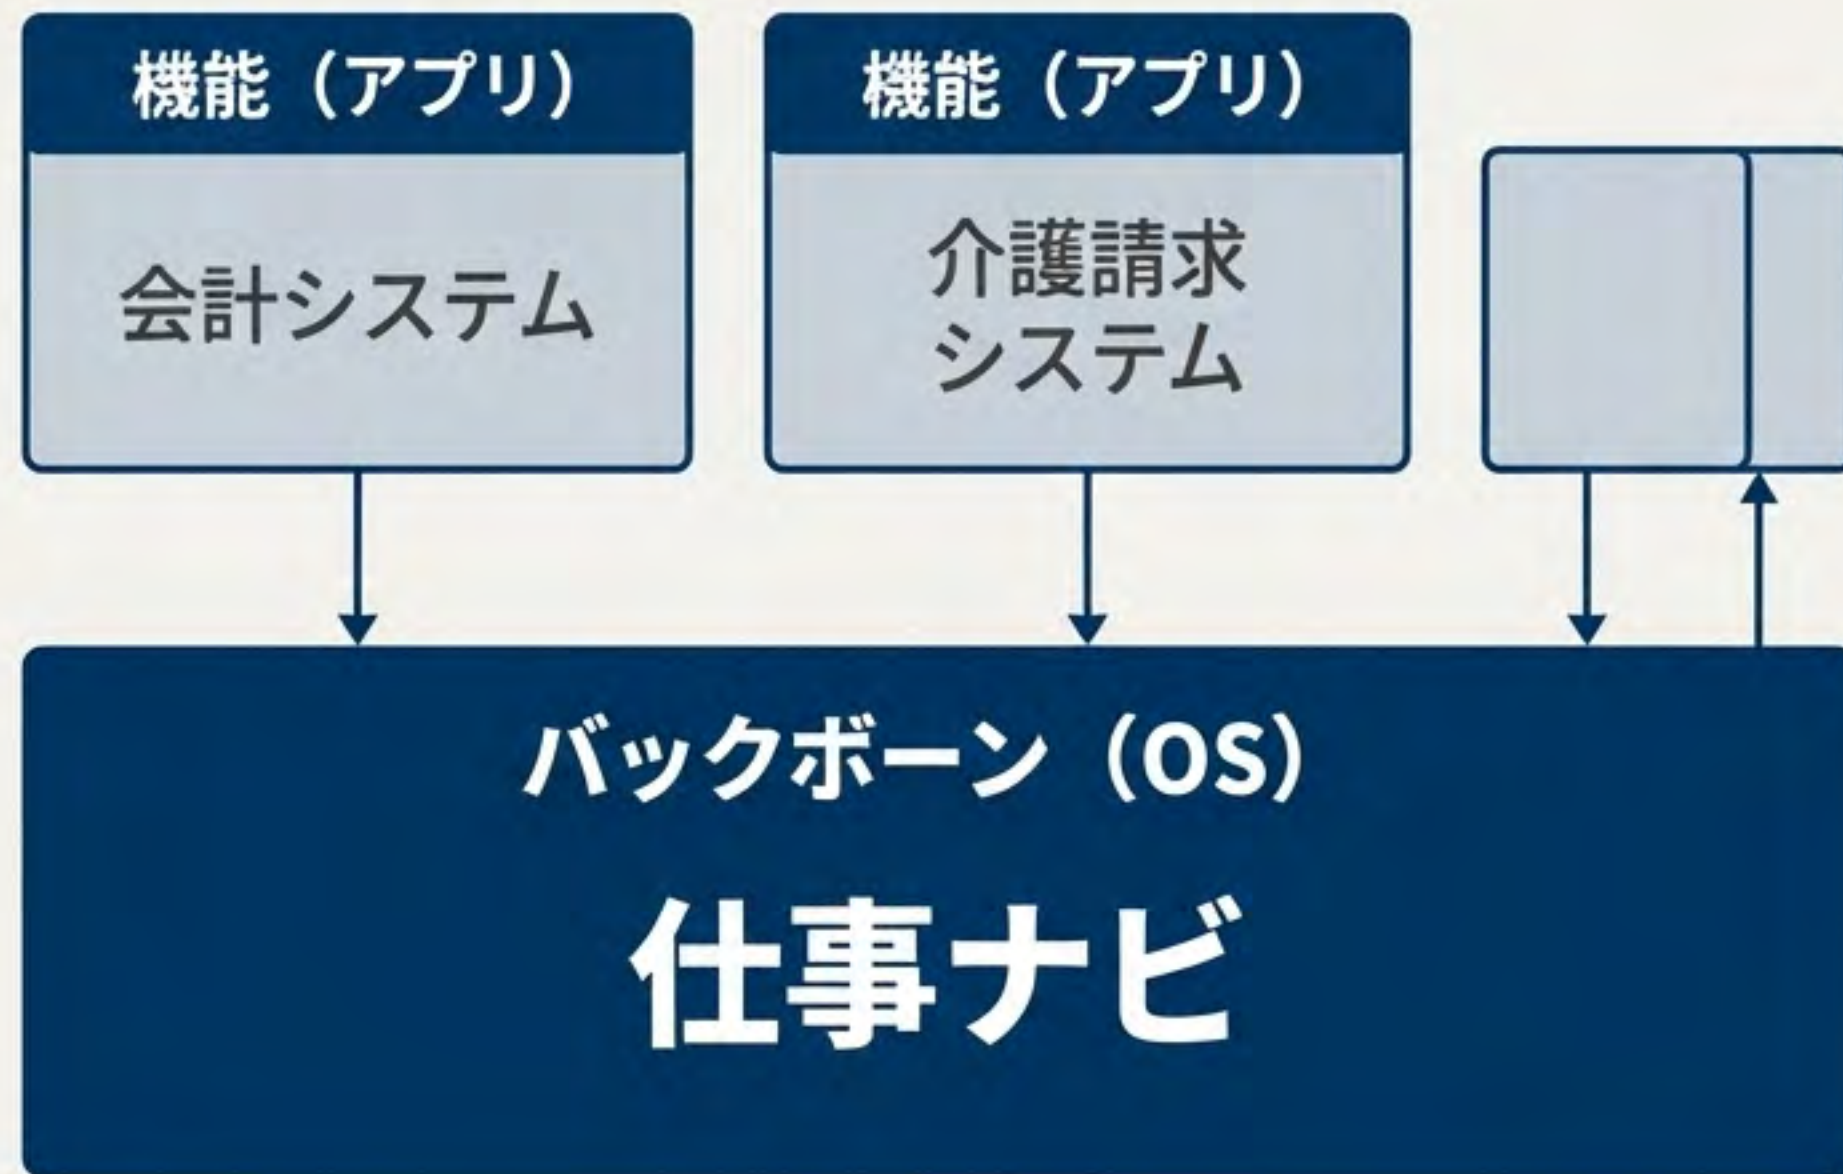 機能（アプリ）
会計システム
機能（アプリ）
介護請求
システム
バックボーン（OS）
仕事ナビ